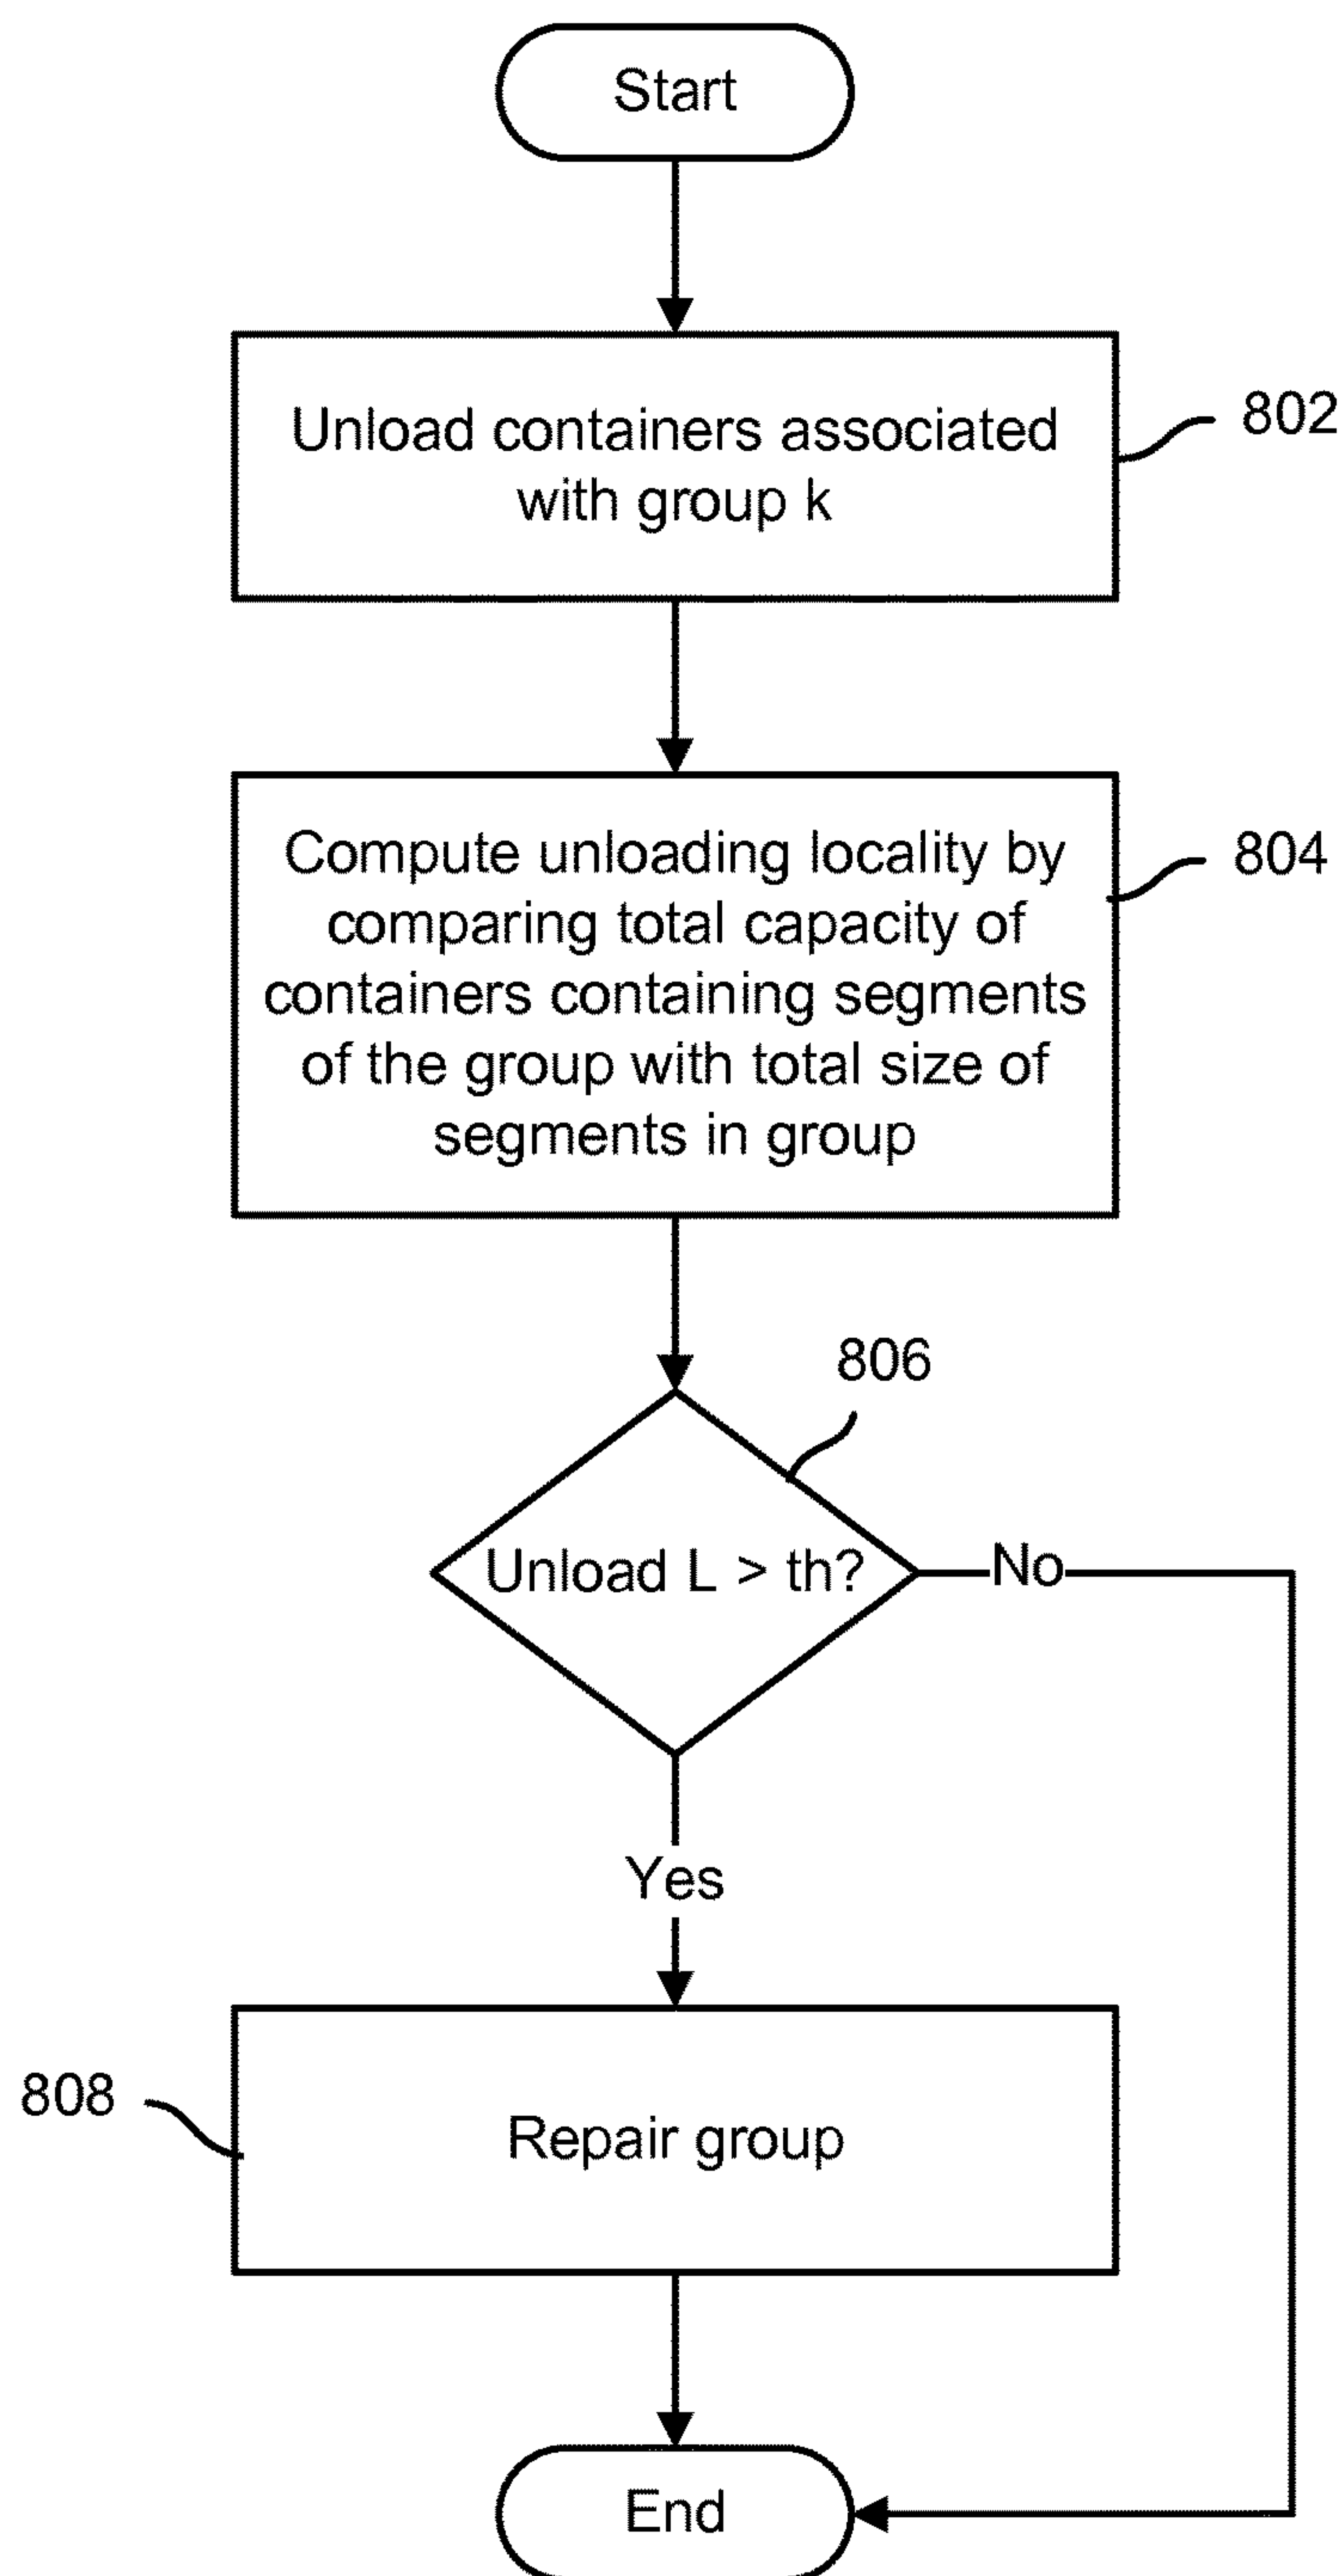 Start
Unload containers associated
with group k
802
Compute unloading locality by
comparing total capacity of
containers containing segments
of the group with total size of
segments in group
804
806
Unload L > th?
No
Yes
808
Repair group
End